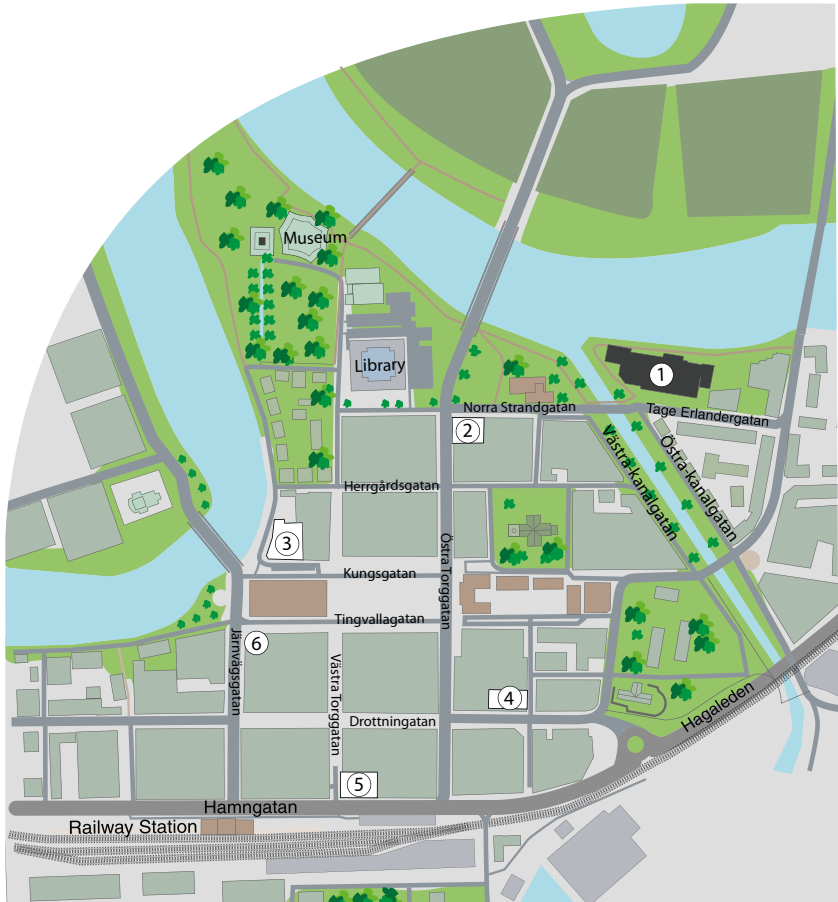 Museum
Library
1
Norra Strandgatan
Tage Erlandergatan
2
Västra kanalgatan
Östra kanalgatan
Herrgårdsgatan
3
Östra Torggatan
Kungsgatan
Tingvallagatan
6
Järnvägsgatan
Västra Torggatan
4
Drottningatan
Hagaleden
5
Hamngatan
Railway Station